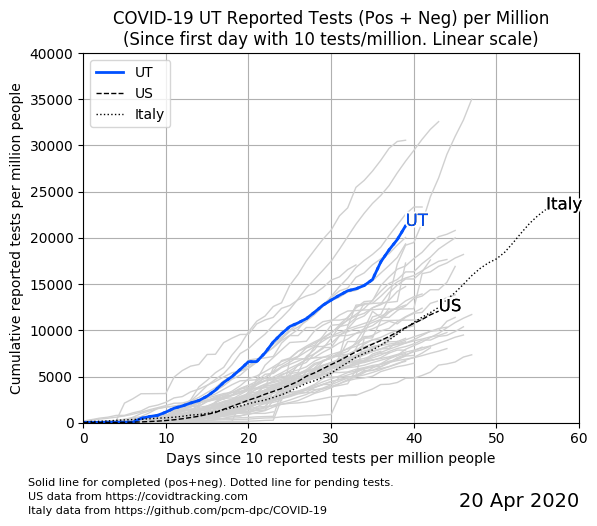 COVID-19 UT Reported Tests (Pos + Neg) per Million
(Since first day with 10 tests/million. Linear scale)
Cumulative reported tests per million people
40000
35000
30000
25000
20000
15000
10000
5000
0
UT
US
Italy
UT
Italy
US
0 10 20 30 40 50 60
Days since 10 reported tests per million people
Solid line for completed (pos+neg). Dotted line for pending tests.
US data from https://covidtracking.com
Italy data from https://github.com/pcm-dpc/COVID-19
20 Apr 2020